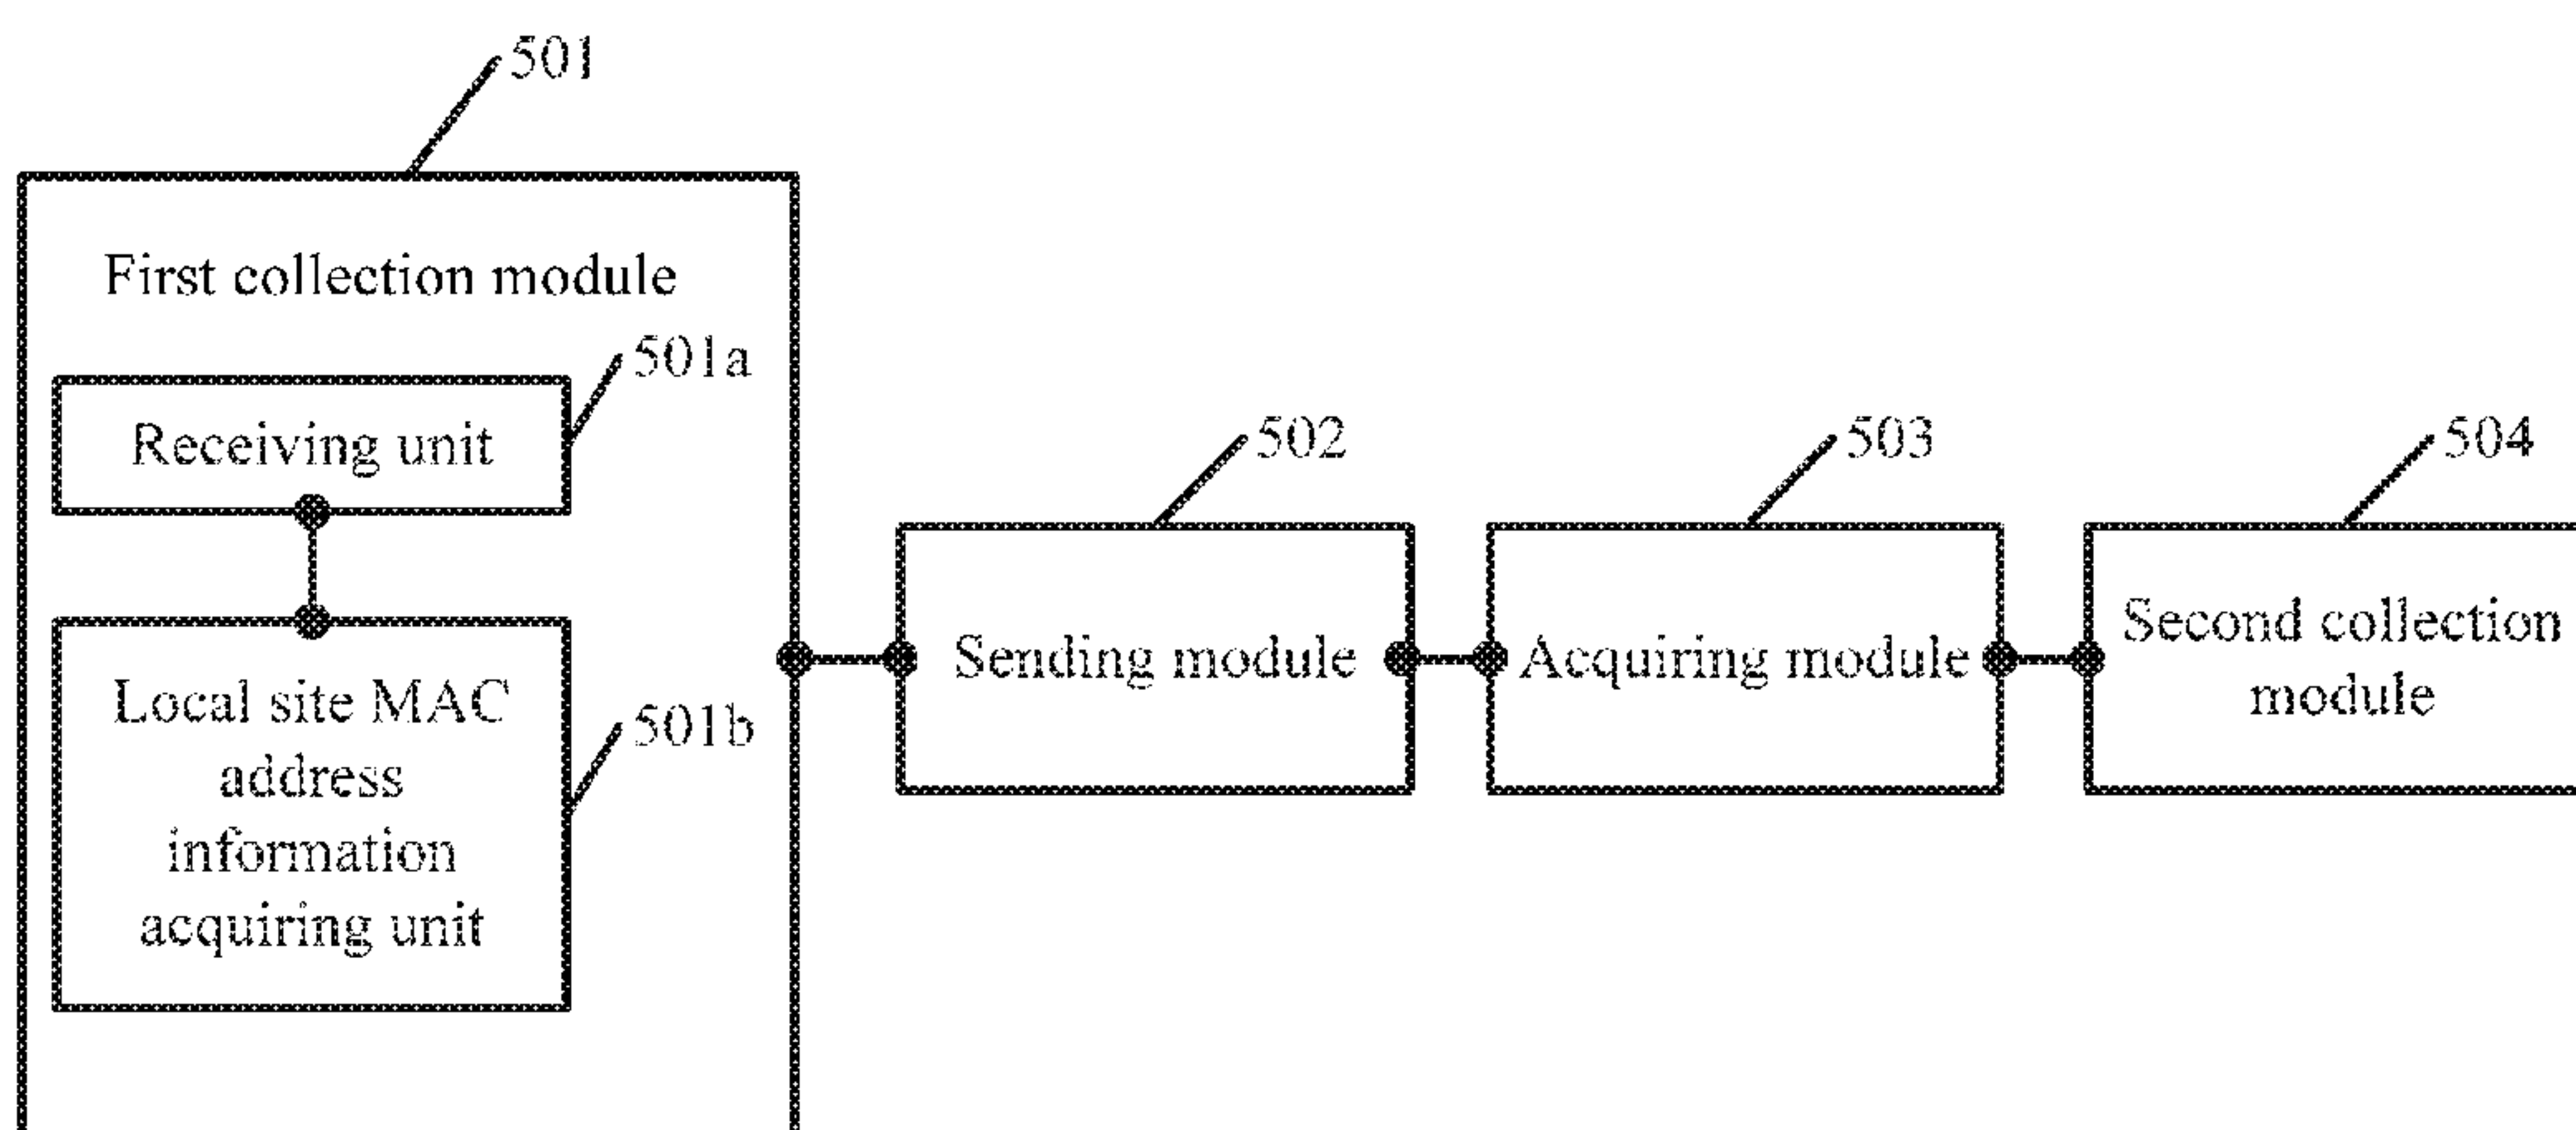 501
First collection module
501a
Receiving unit
501b
Local site MAC
address
information
acquiring unit
502
Sending module
503
Acquiring module
504
Second collection
module